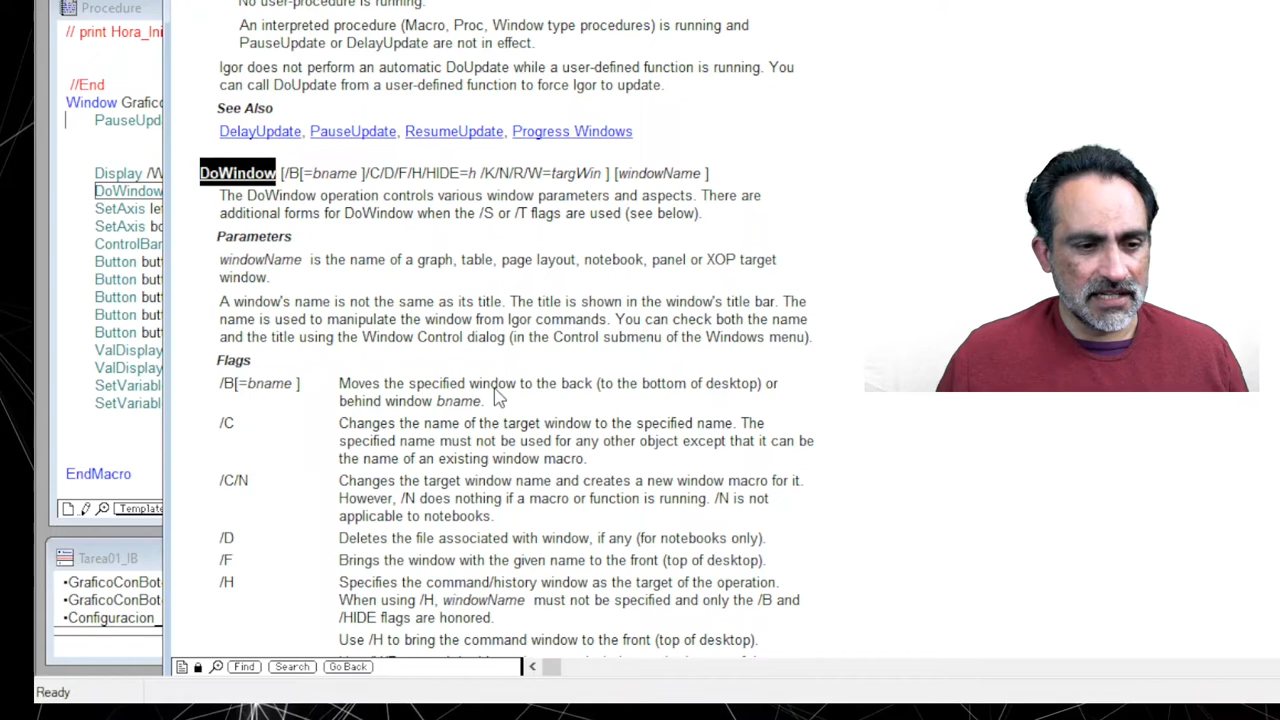 Procedure
// print Hora_Ini
//End
Window Grafico
PauseUpd
Display /W
DoWindow
SetAxis le
SetAxis bo
ControlBar
Button but
Button but
Button but
Button but
Button but
ValDisplay
ValDisplay
SetVariabl
SetVariabl
EndMacro
Template
Tarea01_IB
•GraficoConBot
•GraficoConBot
•Configuracion_
Ready
No user-procedure is running.
An interpreted procedure (Macro, Proc, Window type procedures) is running and
PauseUpdate or DelayUpdate are not in effect.
Igor does not perform an automatic DoUpdate while a user-defined function is running. You
can call DoUpdate from a user-defined function to force Igor to update.
See Also
DelayUpdate, PauseUpdate, ResumeUpdate, Progress Windows
DoWindow [/B[=bname ]/C/D/F/H/HIDE=h /K/N/R/W=targWin ] [windowName ]
The DoWindow operation controls various window parameters and aspects. There are
additional forms for DoWindow when the /S or /T flags are used (see below).
Parameters
windowName is the name of a graph, table, page layout, notebook, panel or XOP target
window.
A window's name is not the same as its title. The title is shown in the window's title bar. The
name is used to manipulate the window from Igor commands. You can check both the name
and the title using the Window Control dialog (in the Control submenu of the Windows menu).
Flags
/B[=bname ] Moves the specified window to the back (to the bottom of desktop) or
behind window bname.
/C Changes the name of the target window to the specified name. The
specified name must not be used for any other object except that it can be
the name of an existing window macro.
/C/N Changes the target window name and creates a new window macro for it.
However, /N does nothing if a macro or function is running. /N is not
applicable to notebooks.
/D Deletes the file associated with window, if any (for notebooks only).
/F Brings the window with the given name to the front (top of desktop).
/H Specifies the command/history window as the target of the operation.
When using /H, windowName must not be specified and only the /B and
/HIDE flags are honored.
Use /H to bring the command window to the front (top of desktop).
Find Search Go Back